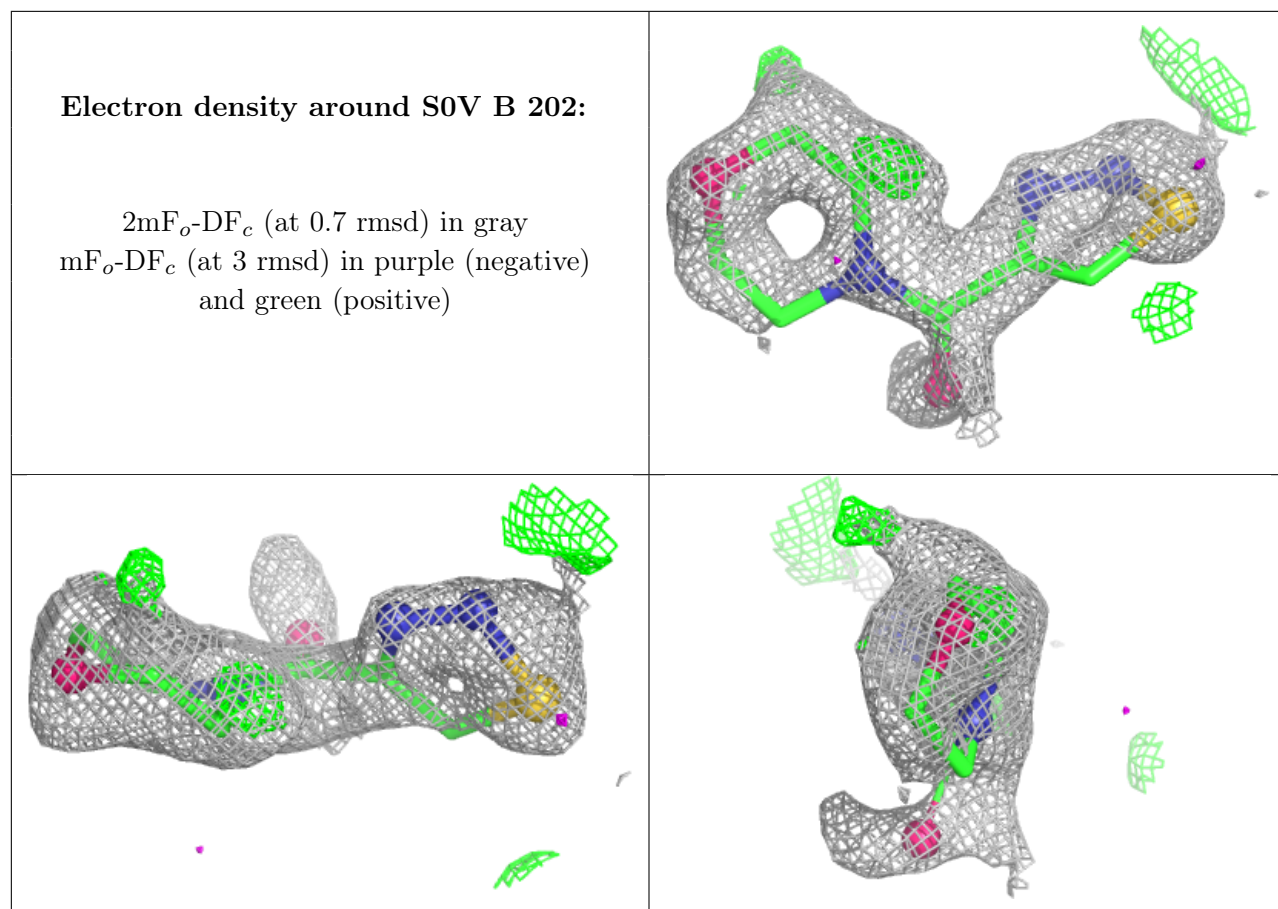 Electron density around S0V B 202:
2mFo-DFc (at 0.7 rmsd) in gray
mFo-DFc (at 3 rmsd) in purple (negative)
and green (positive)